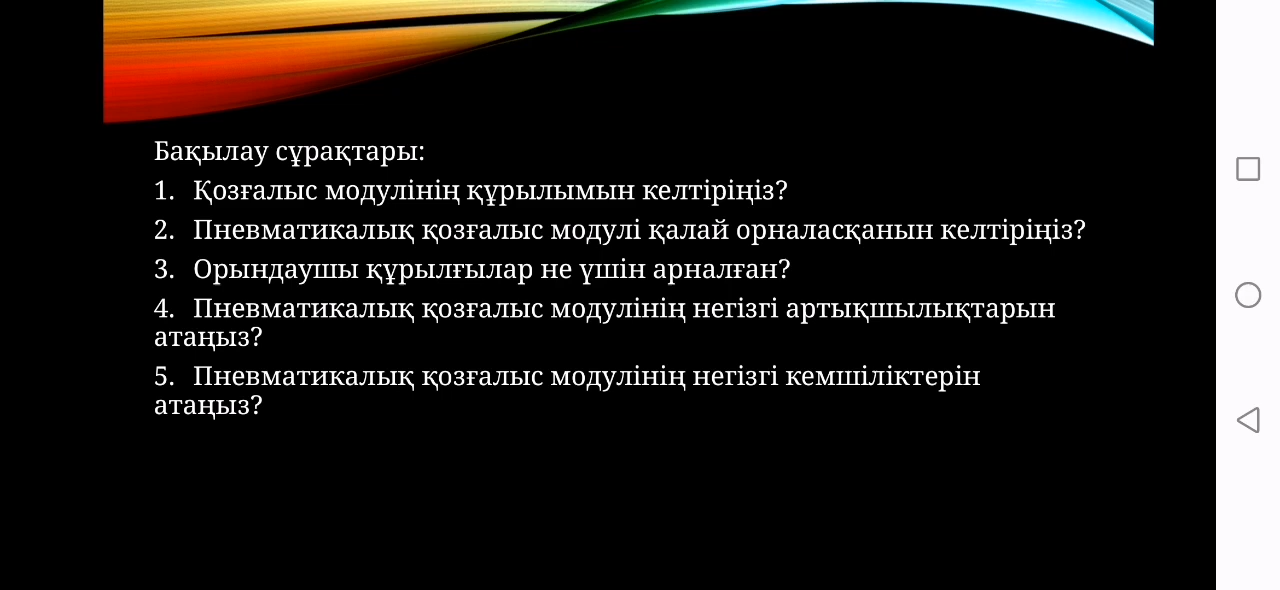 Бақылау сұрақтары:
1. Қозғалыс модулінің құрылымын келтіріңіз?
2. Пневматикалық қозғалыс модулі қалай орналасқанын келтіріңіз?
3. Орындаушы құрылғылар не үшін арналған?
4. Пневматикалық қозғалыс модулінің негізгі артықшылықтарын
атаңыз?
5. Пневматикалық қозғалыс модулінің негізгі кемшіліктерін
атаңыз?